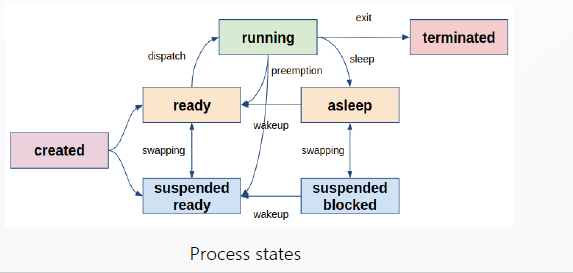 exit
running
terminated
dispatch
sleep
preemption
ready
asleep
wakeup
created
swapping
swapping
suspended
ready
suspended
blocked
wakeup
Process states